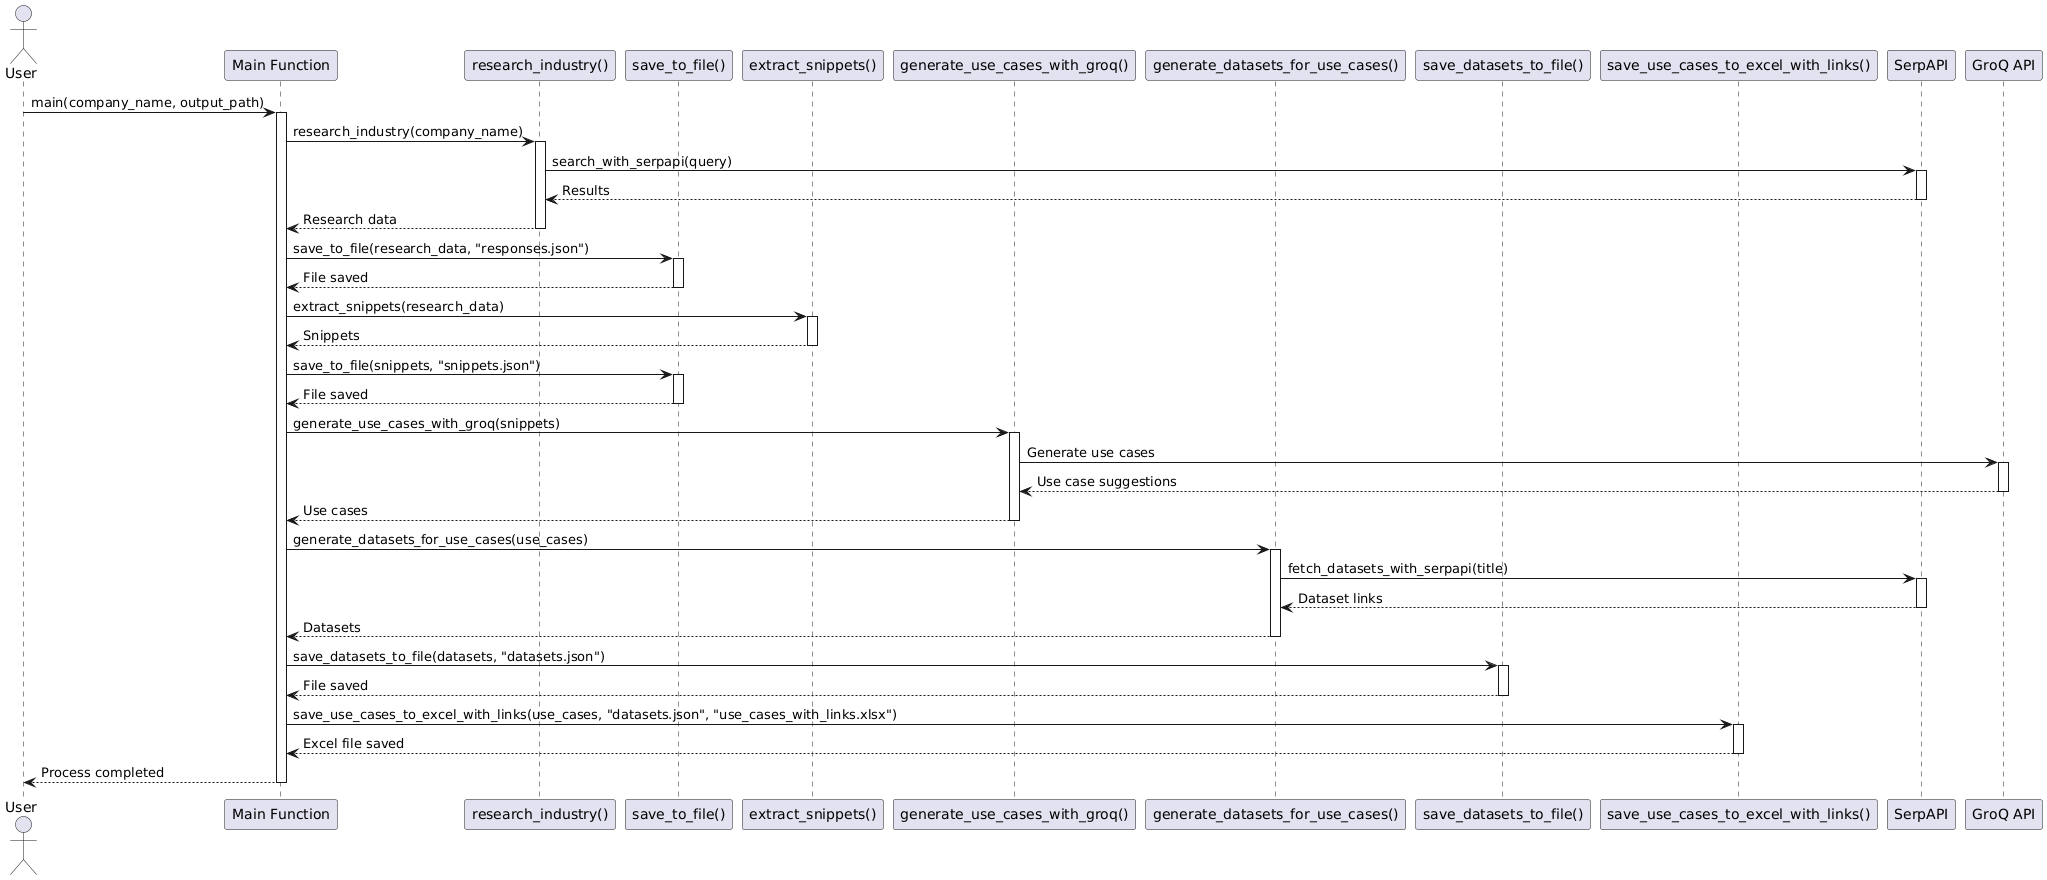 User
Main Function
research_industry()
save_to_file()
extract_snippets()
generate_use_cases_with_groq()
generate_datasets_for_use_cases()
save_datasets_to_file()
save_use_cases_to_excel_with_links()
SerpAPI
GroQ API
main(company_name, output_path)
research_industry(company_name)
search_with_serpapi(query)
Results
Research data
save_to_file(research_data, "responses.json")
File saved
extract_snippets(research_data)
Snippets
save_to_file(snippets, "snippets.json")
File saved
generate_use_cases_with_groq(snippets)
Generate use cases
Use case suggestions
Use cases
generate_datasets_for_use_cases(use_cases)
fetch_datasets_with_serpapi(title)
Dataset links
Datasets
save_datasets_to_file(datasets, "datasets.json")
File saved
save_use_cases_to_excel_with_links(use_cases, "datasets.json", "use_cases_with_links.xlsx")
Excel file saved
Process completed
User
Main Function
research_industry()
save_to_file()
extract_snippets()
generate_use_cases_with_groq()
generate_datasets_for_use_cases()
save_datasets_to_file()
save_use_cases_to_excel_with_links()
SerpAPI
GroQ API